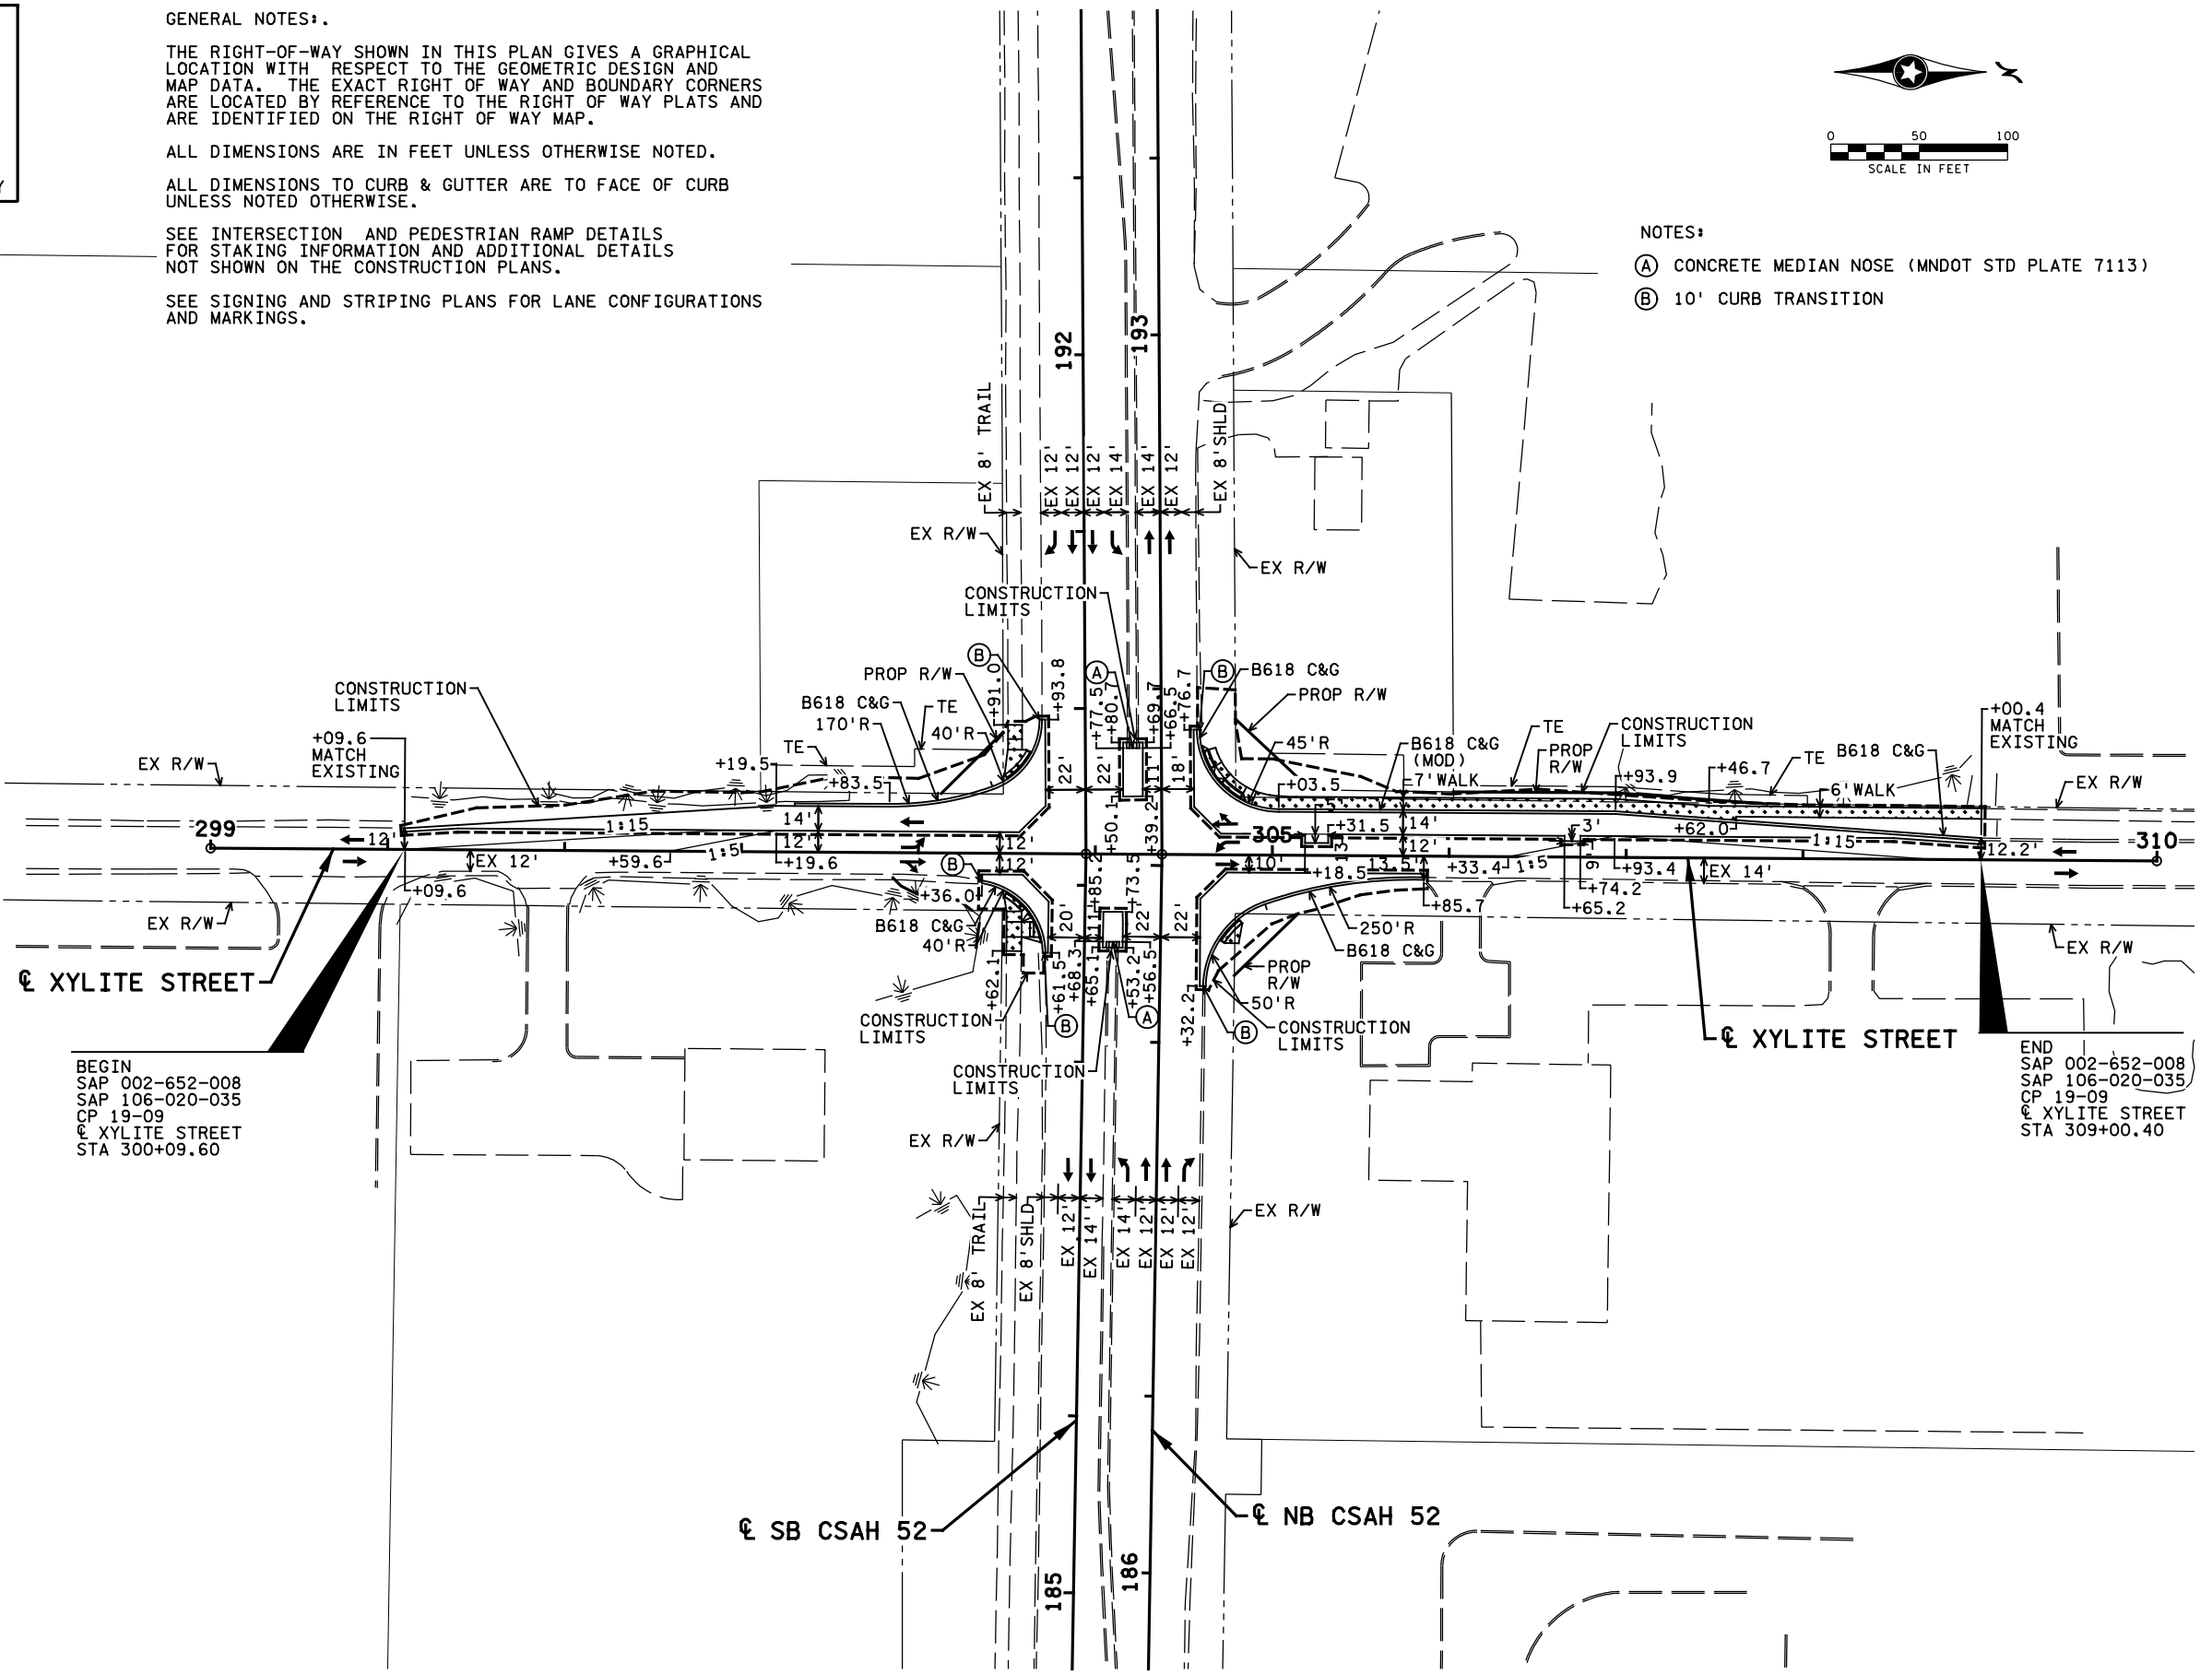 GENERAL NOTES:.
THE RIGHT-OF-WAY SHOWN IN THIS PLAN GIVES A GRAPHICAL
LOCATION WITH RESPECT TO THE GEOMETRIC DESIGN AND
MAP DATA. THE EXACT RIGHT OF WAY AND BOUNDARY CORNERS
ARE LOCATED BY REFERENCE TO THE RIGHT OF WAY PLATS AND
ARE IDENTIFIED ON THE RIGHT OF WAY MAP.
ALL DIMENSIONS ARE IN FEET UNLESS OTHERWISE NOTED.
ALL DIMENSIONS TO CURB & GUTTER ARE TO FACE OF CURB
UNLESS NOTED OTHERWISE.
SEE INTERSECTION AND PEDESTRIAN RAMP DETAILS
FOR STAKING INFORMATION AND ADDITIONAL DETAILS
NOT SHOWN ON THE CONSTRUCTION PLANS.
SEE SIGNING AND STRIPING PLANS FOR LANE CONFIGURATIONS
AND MARKINGS.
0 50 100
SCALE IN FEET
NOTES:
A CONCRETE MEDIAN NOSE (MNDOT STD PLATE 7113)
B 10' CURB TRANSITION
192
193
EX 8' TRAIL
EX 12'
EX 12'
EX 12'
EX 14'
EX 14'
EX 12'
EX 8'SHLD
EX R/W
EX R/W
CONSTRUCTION
LIMITS
B
A
B
B618 C&G
PROP R/W
PROP R/W
+91.0
+93.8
+77.5
+80.7
+69.7
+66.5
+76.7
CONSTRUCTION
LIMITS
B618 C&G
TE
170'R
40'R
TE
45'R
B618 C&G
(MOD)
7' WALK
TE
PROP
R/W
CONSTRUCTION
LIMITS
TE
B618 C&G
+00.4
MATCH
EXISTING
+09.6
MATCH
EXISTING
EX R/W
+19.5
+83.5
22'
22'
11'
18'
+03.5
+93.9
+46.7
6' WALK
EX R/W
299
12'
1:15
14'
12'
12'
12'
+50.1
+39.2
305
+31.5
14'
12'
3'
+62.0
1:15
12.2'
310
EX 12'
+59.6
1:5
+19.6
+09.6
B
+36.0
+85.2
+73.5
10'
13'
+18.5
13.5'
+33.4
1:5
9'
+93.4
EX 14'
+74.2
+65.2
+85.7
EX R/W
B618 C&G
40'R
20'
11'
22'
22'
250'R
B618 C&G
EX R/W
℄ XYLITE STREET
+62.1
+61.5
+68.3
+65.1
+53.2
+56.5
+32.2
PROP
R/W
50'R
CONSTRUCTION
LIMITS
B
A
B
CONSTRUCTION
LIMITS
℄ XYLITE STREET
CONSTRUCTION
LIMITS
BEGIN
SAP 002-652-008
SAP 106-020-035
CP 19-09
℄ XYLITE STREET
STA 300+09.60
END
SAP 002-652-008
SAP 106-020-035
CP 19-09
℄ XYLITE STREET
STA 309+00.40
EX R/W
EX R/W
EX 8' TRAIL
EX 8'SHLD
EX 12'
EX 14'
EX 14'
EX 12'
EX 12'
EX 12'
℄ SB CSAH 52
℄ NB CSAH 52
185
186